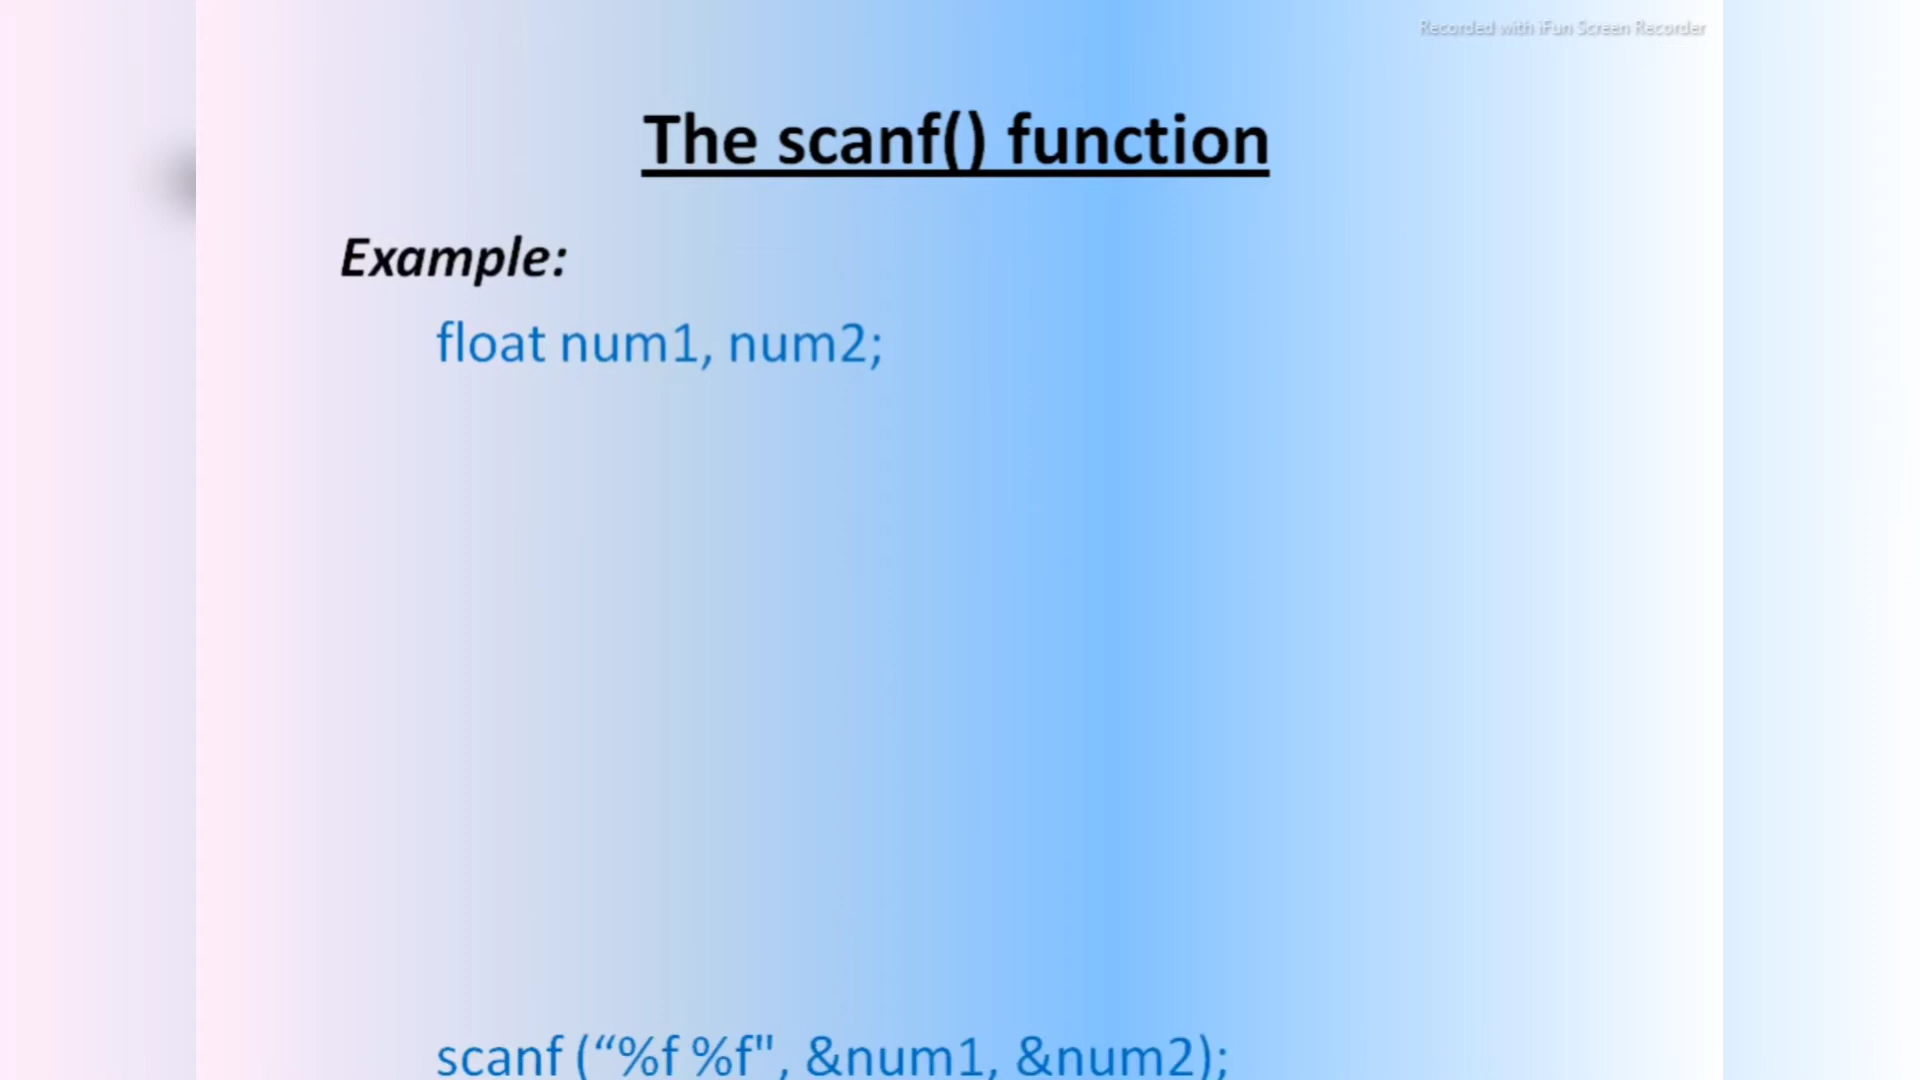 Recorded with iFun Screen Recorder
The scanf() function
Example:
float num1, num2;
scanf (“%f %f", &num1, &num2);